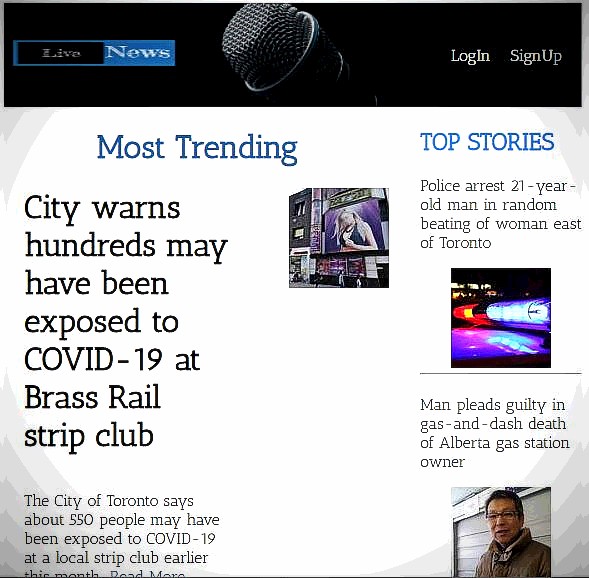 Live News
LogIn SignUp
Most Trending
City warns
hundreds may
have been
exposed to
COVID-19 at
Brass Rail
strip club
The City of Toronto says
about 550 people may have
been exposed to COVID-19
at a local strip club earlier
this month. Read More
TOP STORIES
Police arrest 21-year-
old man in random
beating of woman east
of Toronto
Man pleads guilty in
gas-and-dash death
of Alberta gas station
owner